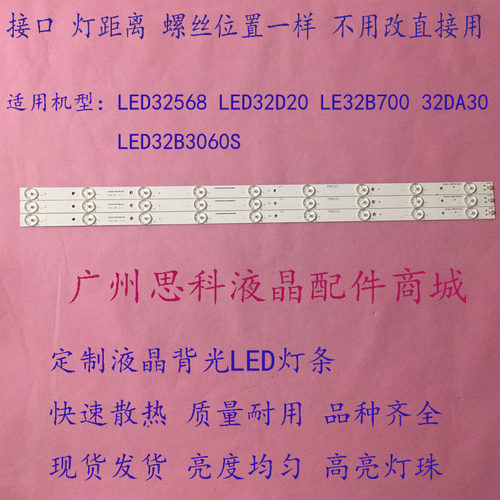 接口 灯距离 螺丝位置一样 不用改直接用
适用机型：LED32568 LED32D20 LE32B700 32DA30
LED32B3060S
广州思科液晶配件商城
定制液晶背光LED灯条
快速散热 质量耐用 品种齐全
现货发货 亮度均匀 高亮灯珠